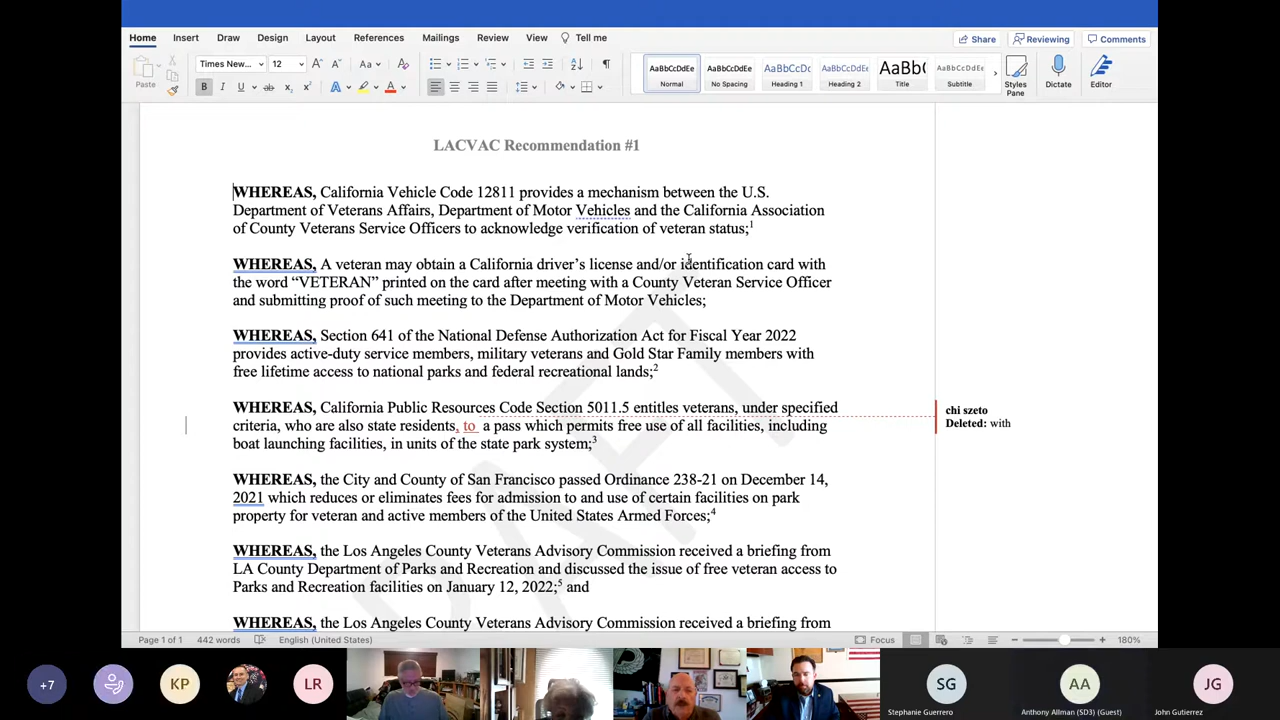 Home Insert Draw Design Layout References Mailings Review View Tell me Share Reviewing Comments
Paste Times New... 12 Aa
AaBbCcDdEe AaBbCcDdEe AaBbCcDc AaBbCcDdEe AaBb( AaBbCcDdEe
Normal No Spacing Heading 1 Heading 2 Title Subtitle Styles Pane Dictate Editor
LACVAC Recommendation #1
WHEREAS, California Vehicle Code 12811 provides a mechanism between the U.S.
Department of Veterans Affairs, Department of Motor Vehicles and the California Association
of County Veterans Service Officers to acknowledge verification of veteran status;1
WHEREAS, A veteran may obtain a California driver's license and/or identification card with
the word “VETERAN” printed on the card after meeting with a County Veteran Service Officer
and submitting proof of such meeting to the Department of Motor Vehicles;
WHEREAS, Section 641 of the National Defense Authorization Act for Fiscal Year 2022
provides active-duty service members, military veterans and Gold Star Family members with
free lifetime access to national parks and federal recreational lands;2
WHEREAS, California Public Resources Code Section 5011.5 entitles veterans, under specified
criteria, who are also state residents, to a pass which permits free use of all facilities, including
boat launching facilities, in units of the state park system;3
chi szeto
Deleted: with
WHEREAS, the City and County of San Francisco passed Ordinance 238-21 on December 14,
2021 which reduces or eliminates fees for admission to and use of certain facilities on park
property for veteran and active members of the United States Armed Forces;4
WHEREAS, the Los Angeles County Veterans Advisory Commission received a briefing from
LA County Department of Parks and Recreation and discussed the issue of free veteran access to
Parks and Recreation facilities on January 12, 2022;5 and
WHEREAS, the Los Angeles County Veterans Advisory Commission received a briefing from
DRAFT
Page 1 of 1 442 words English (United States) Focus 180%
+7 KP LR SG AA JG
Stephanie Guerrero Anthony Allman (SD3) (Guest) John Gutierrez